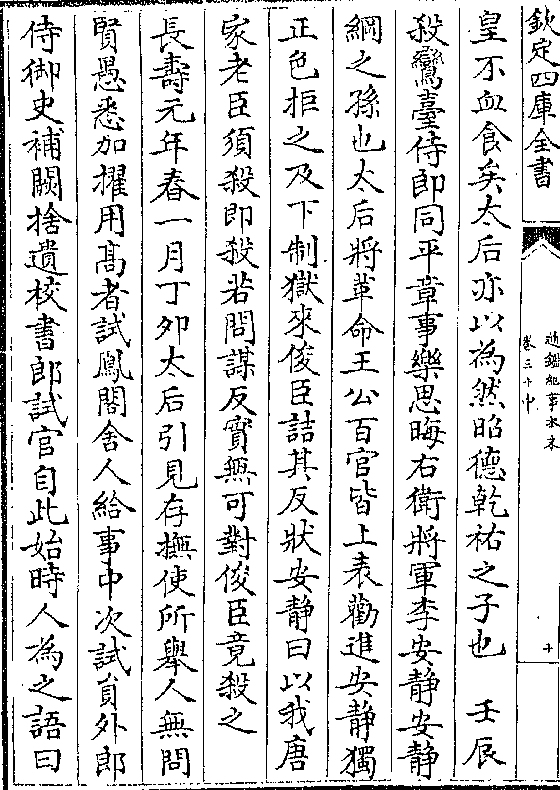 欽定四庫全書
通鑑紀事本末
卷三十中
十
皇不血食矣太后亦以為然昭德乾祐之子也　壬辰
殺鸞臺侍郎同平章事樂思晦右衛將軍李安靜安靜
綱之孫也太后將革命王公百官皆上表勸進安靜獨
正色拒之及下制獄來俊臣詰其反狀安靜曰以我唐
家老臣須殺即殺若問謀反實無可對俊臣竟殺之
長壽元年春一月丁夘太后引見存撫使所舉人無問
賢愚悉加擢用髙者試鳳閣舍人給事中次試員外郎
侍御史補闕拾遺校書郎試官自此始時人為之語曰